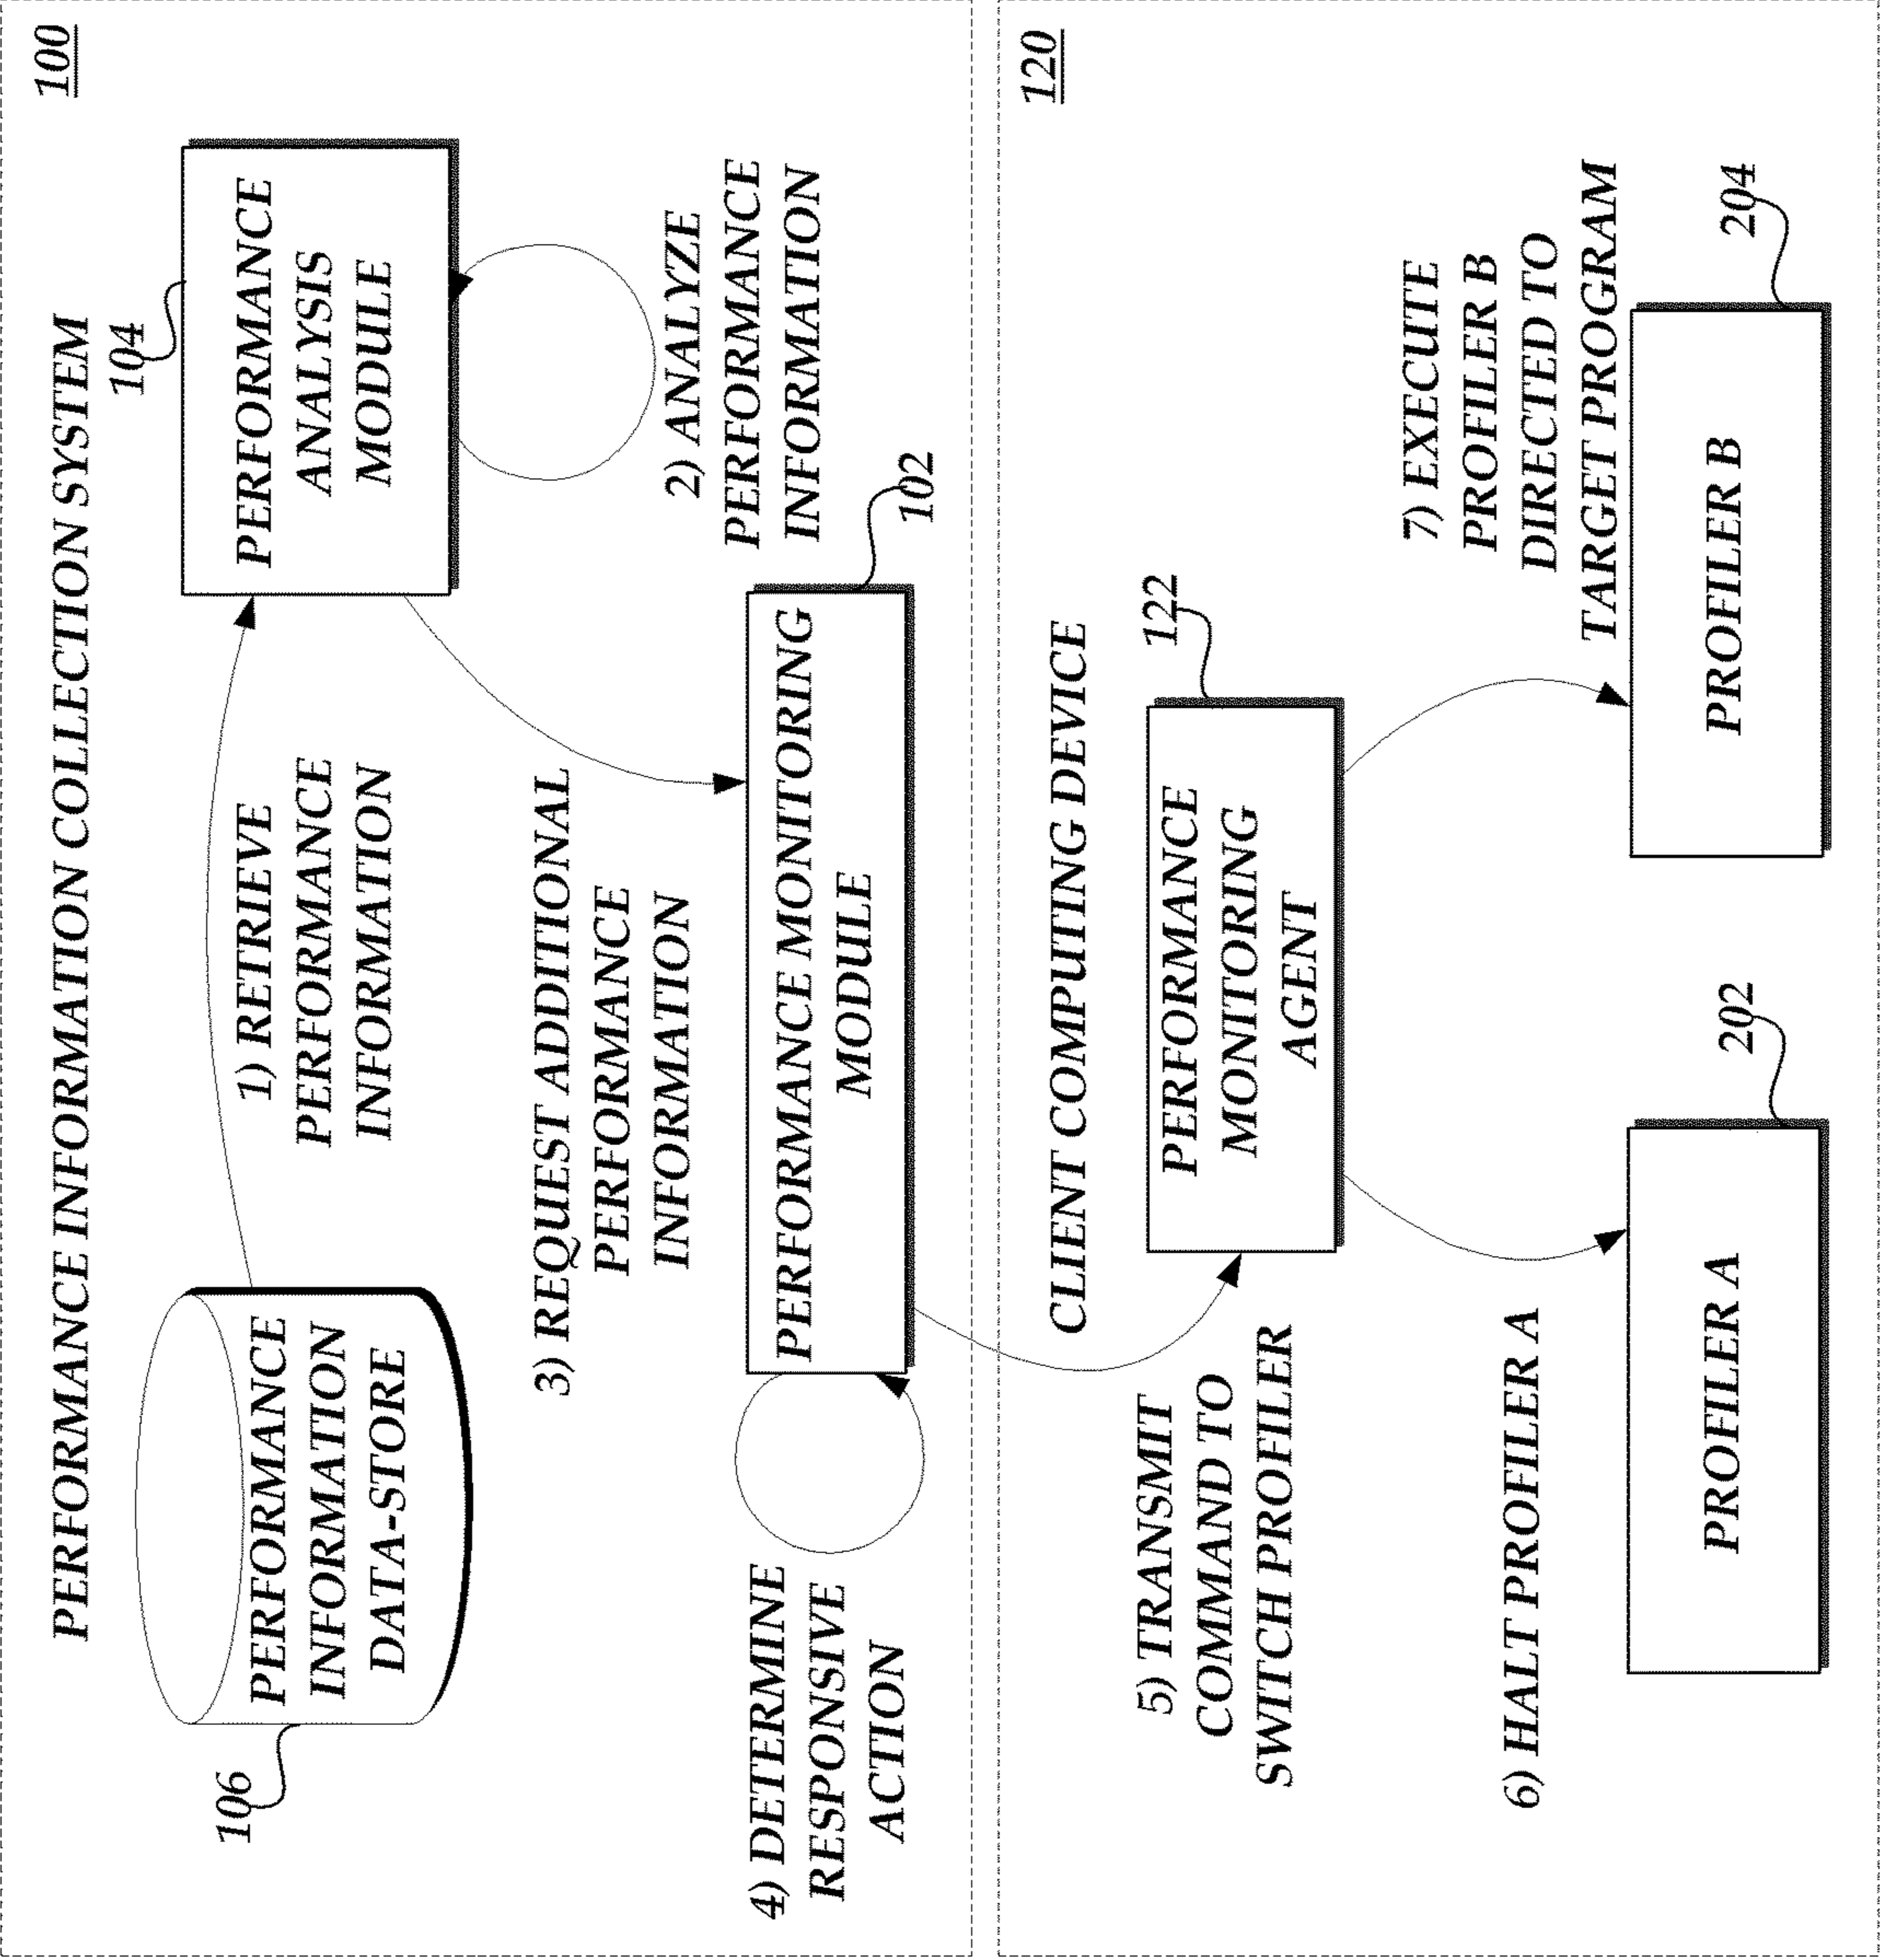 PERFORMANCE INFORMATION COLLECTION SYSTEM
100
106
PERFORMANCE
INFORMATION
DATA-STORE
1) RETRIEVE
PERFORMANCE
INFORMATION
104
PERFORMANCE
ANALYSIS
MODULE
2) ANALYZE
PERFORMANCE
INFORMATION
3) REQUEST ADDITIONAL
PERFORMANCE
INFORMATION
4) DETERMINE
RESPONSIVE
ACTION
PERFORMANCE MONITORING
MODULE
102
CLIENT COMPUTING DEVICE
120
5) TRANSMIT
COMMAND TO
SWITCH PROFILER
PERFORMANCE
MONITORING
AGENT
122
6) HALT PROFILER A
7) EXECUTE
PROFILER B
DIRECTED TO
TARGET PROGRAM
PROFILER A
202
PROFILER B
204